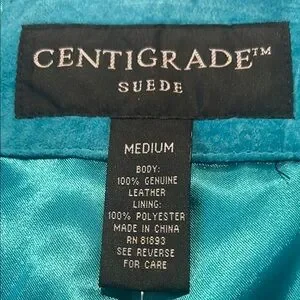 CENTIGRADE™
SUEDE
MEDIUM
BODY:
100% GENUINE
LEATHER
LINING:
100% POLYESTER
MADE IN CHINA
RN 81893
SEE REVERSE
FOR CARE